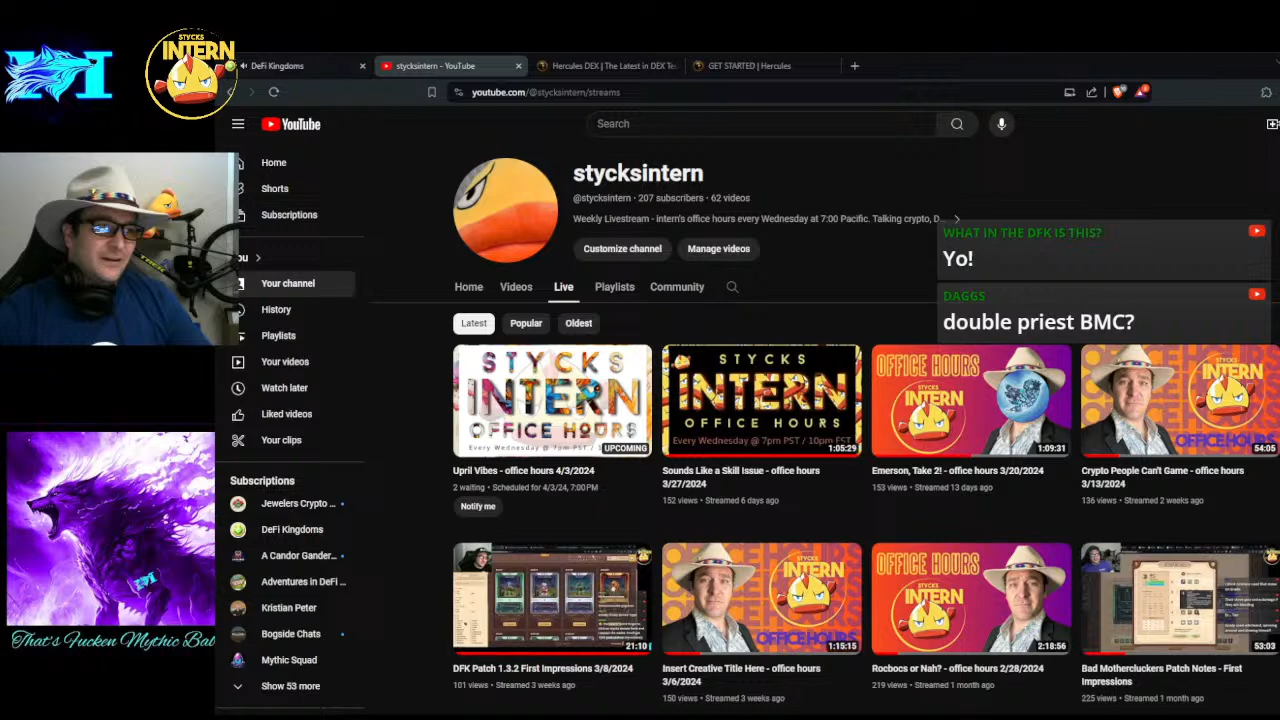 STYCKS
INTERN
DeFi Kingdoms
stycksintern - YouTube
Hercules DEX | The Latest in DEX Te
GET STARTED | Hercules
youtube.com/@stycksintern/streams
YouTube
Search
Home
Shorts
Subscriptions
You
Your channel
History
Playlists
Your videos
Watch later
Liked videos
Your clips
Subscriptions
Jewelers Crypto ...
DeFi Kingdoms
A Candor Gander...
Adventures in DeFi ...
Kristian Peter
Bogside Chats
Mythic Squad
Show 53 more
stycksintern
@stycksintern · 207 subscribers · 62 videos
Weekly Livestream - intern's office hours every Wednesday at 7:00 Pacific. Talking crypto, D...
Customize channel
Manage videos
Home
Videos
Live
Playlists
Community
Latest
Popular
Oldest
WHAT IN THE DFK IS THIS?
Yo!
DAGGS
double priest BMC?
STYCKS
INTERN
OFFICE HOURS
UPCOMING
April Vibes - office hours 4/3/2024
2 waiting · Scheduled for 4/3/24, 7:00 PM
Notify me
STYCKS
INTERN
OFFICE HOURS
Every Wednesday @ 7pm PST / 10pm EST
1:05:29
Sounds Like a Skill Issue - office hours
3/27/2024
152 views · Streamed 6 days ago
OFFICE HOURS
INTERN
1:09:31
Emerson, Take 2! - office hours 3/20/2024
153 views · Streamed 13 days ago
INTERN
OFFICE HOURS
54:05
Crypto People Can't Game - office hours
3/13/2024
136 views · Streamed 2 weeks ago
21:10
DFK Patch 1.3.2 First Impressions 3/8/2024
101 views · Streamed 3 weeks ago
INTERN
OFFICE HOURS
1:15:15
Insert Creative Title Here - office hours
3/6/2024
150 views · Streamed 3 weeks ago
OFFICE HOURS
INTERN
2:18:56
Rocbocs or Nah? - office hours 2/28/2024
219 views · Streamed 1 month ago
53:03
Bad Mothercluckers Patch Notes - First
Impressions
225 views · Streamed 1 month ago
TREK
That's Fucken Mythic Bab